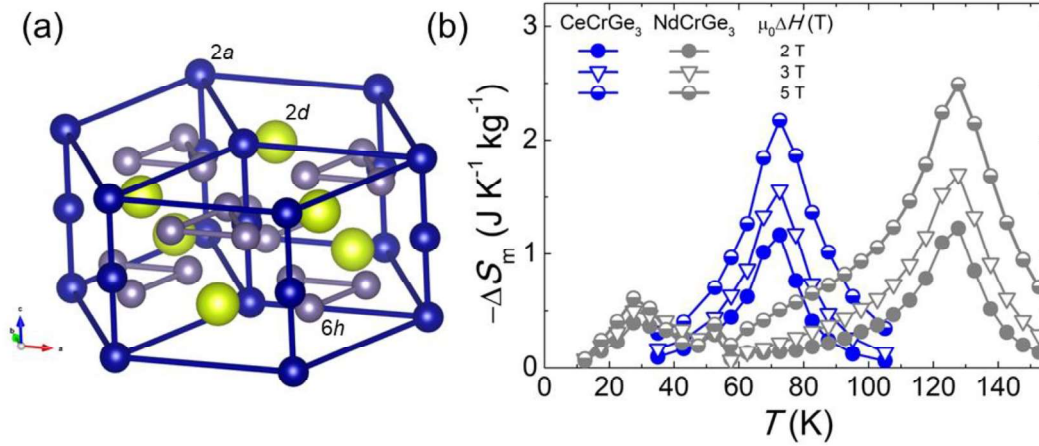 (a)
2a
2d
6h
c
b
a
(b)
CeCrGe₃ NdCrGe₃ μ₀ΔH(T)
2 T
3 T
5 T
−ΔSₘ (J K⁻¹ kg⁻¹)
3
2
1
0
0 20 40 60 80 100 120 140
T (K)